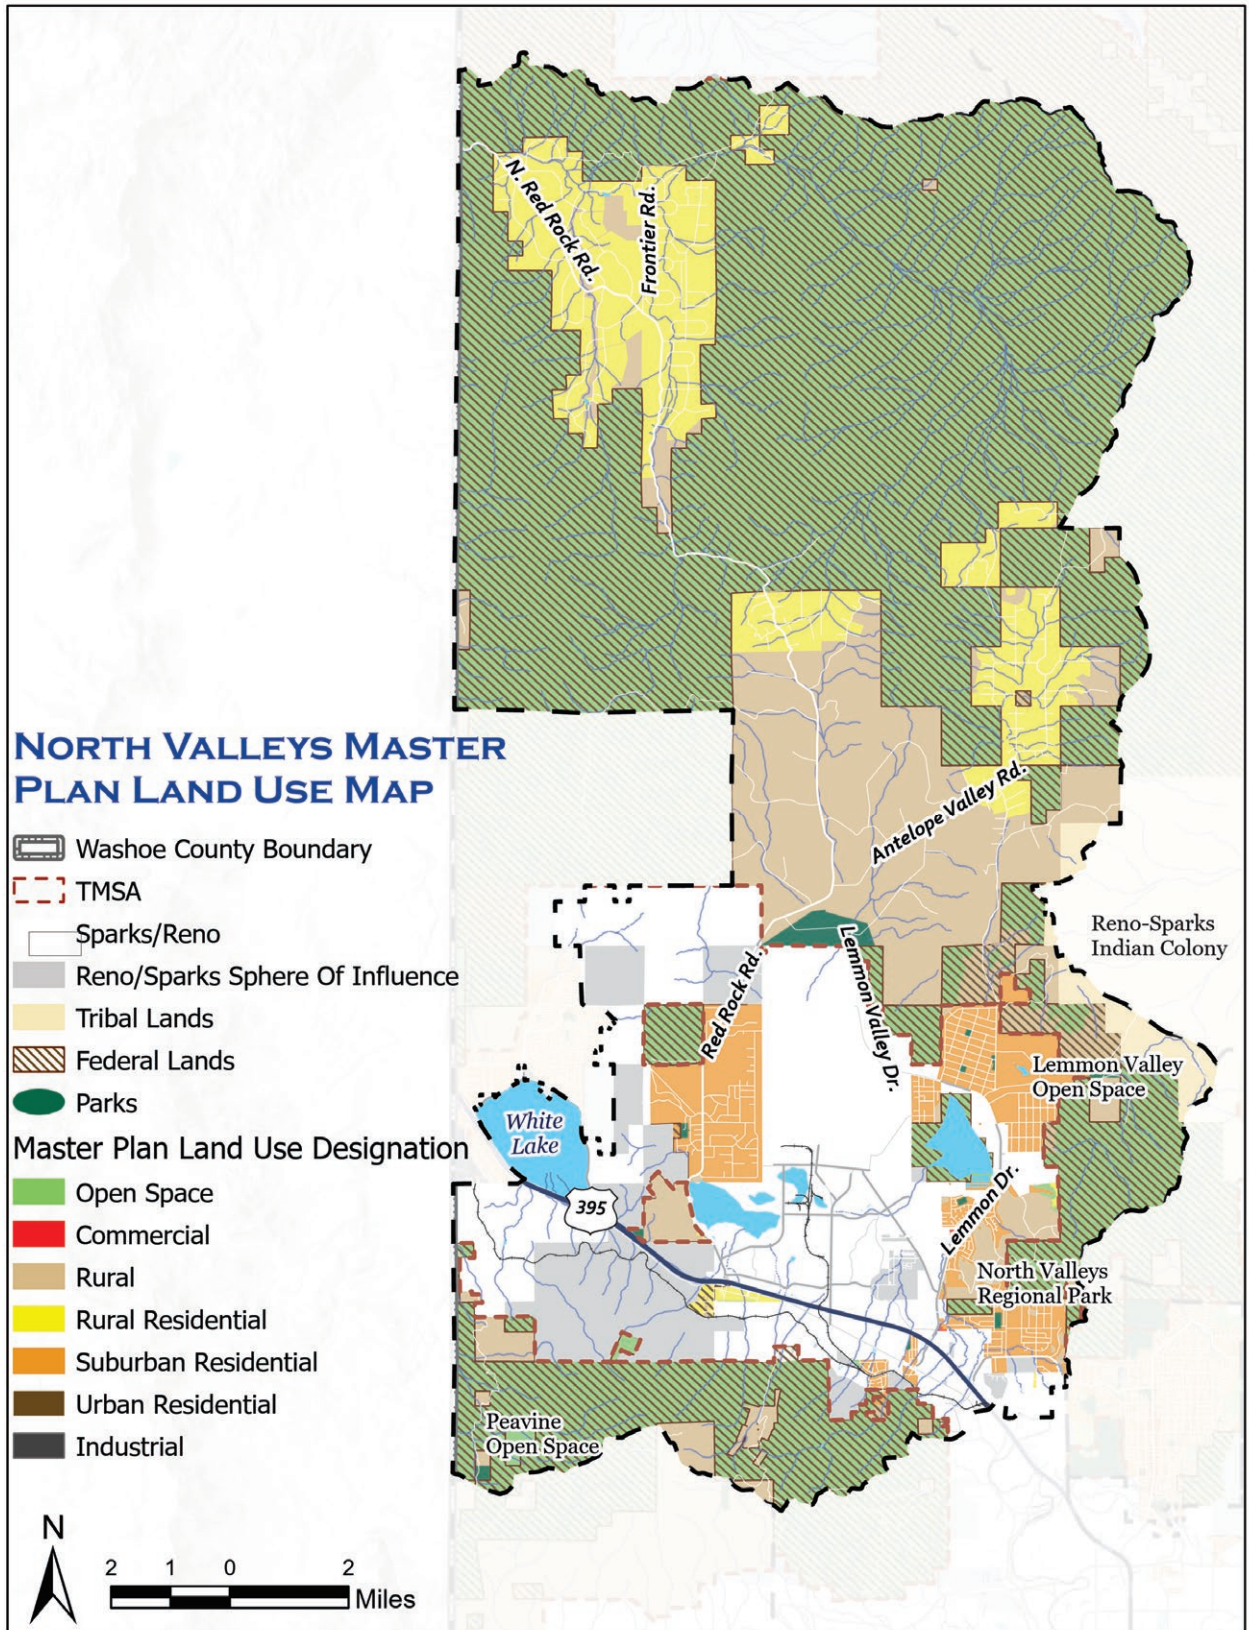 N. Red Rock Rd.
Frontier Rd.
NORTH VALLEYS MASTER
PLAN LAND USE MAP
Washoe County Boundary
TMSA
Sparks/Reno
Reno/Sparks Sphere Of Influence
Tribal Lands
Federal Lands
Parks
Master Plan Land Use Designation
Open Space
Commercial
Rural
Rural Residential
Suburban Residential
Urban Residential
Industrial
Antelope Valley Rd.
Reno-Sparks
Indian Colony
Red Rock Rd.
Lemmon Valley Dr.
Lemmon Valley
Open Space
White
Lake
395
Lemmon Dr.
North Valleys
Regional Park
Peavine
Open Space
N
2 1 0 2
Miles